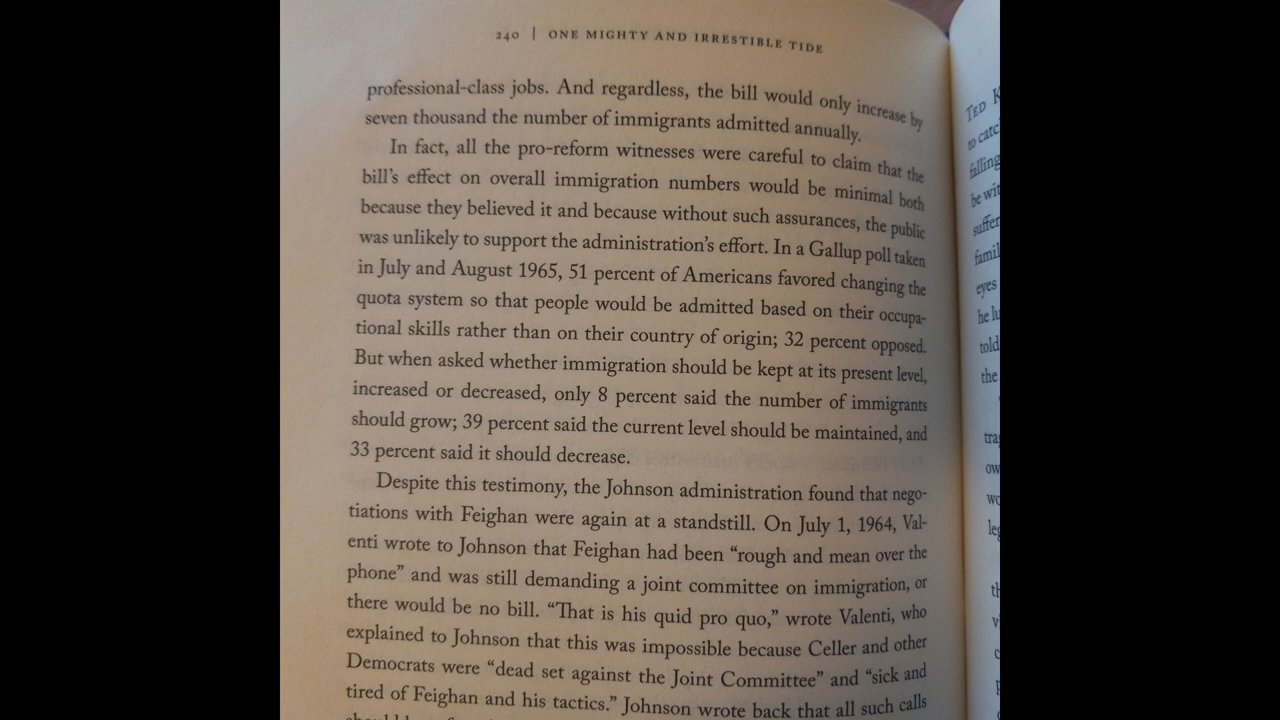 240 | ONE MIGHTY AND IRRESTIBLE TIDE
professional-class jobs. And regardless, the bill would only increase by
seven thousand the number of immigrants admitted annually.
In fact, all the pro-reform witnesses were careful to claim that the
bill's effect on overall immigration numbers would be minimal both
because they believed it and because without such assurances, the public
was unlikely to support the administration's effort. In a Gallup poll taken
in July and August 1965, 51 percent of Americans favored changing the
quota system so that people would be admitted based on their occupa-
tional skills rather than on their country of origin; 32 percent opposed.
But when asked whether immigration should be kept at its present level,
increased or decreased, only 8 percent said the number of immigrants
should grow; 39 percent said the current level should be maintained, and
33 percent said it should decrease.
Despite this testimony, the Johnson administration found that nego-
tiations with Feighan were again at a standstill. On July 1, 1964, Val-
enti wrote to Johnson that Feighan had been “rough and mean over the
phone” and was still demanding a joint committee on immigration, or
there would be no bill. “That is his quid pro quo,” wrote Valenti, who
explained to Johnson that this was impossible because Celler and other
Democrats were “dead set against the Joint Committee” and “sick and
tired of Feighan and his tactics.” Johnson wrote back that all such calls
TED K
to catc
falling
be wit
suffer
famil
eyes
he lu
told
the
tra
ow
wo
leg